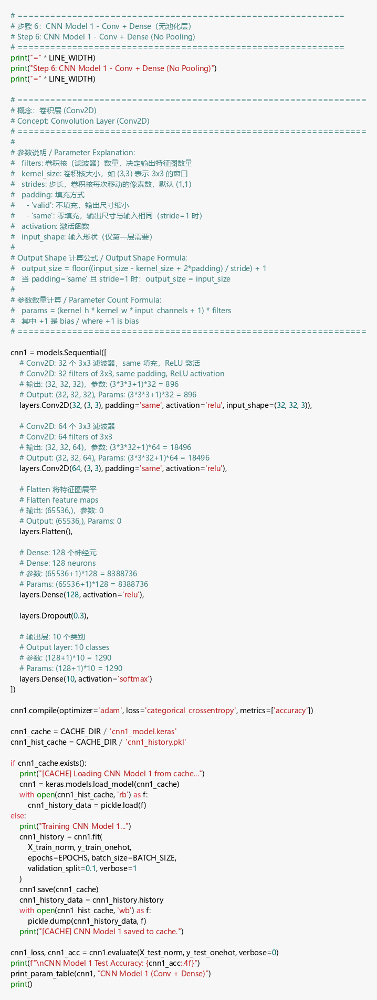 # ============================================================
# 步骤 6：CNN Model 1 - Conv + Dense（无池化层）
# Step 6: CNN Model 1 - Conv + Dense (No Pooling)
# ============================================================
print("=" * LINE_WIDTH)
print("Step 6: CNN Model 1 - Conv + Dense (No Pooling)")
print("=" * LINE_WIDTH)

# ================================================================
# 概念：卷积层 (Conv2D)
# Concept: Convolution Layer (Conv2D)
# ================================================================
#
# 参数说明 / Parameter Explanation:
#   filters: 卷积核（滤波器）数量，决定输出特征图数量
#   kernel_size: 卷积核大小，如 (3,3) 表示 3x3 的窗口
#   strides: 步长，卷积核每次移动的像素数，默认 (1,1)
#   padding: 填充方式
#     - 'valid': 不填充，输出尺寸缩小
#     - 'same': 零填充，输出尺寸与输入相同（stride=1 时）
#   activation: 激活函数
#   input_shape: 输入形状（仅第一层需要）
#
# Output Shape 计算公式 / Output Shape Formula:
#   output_size = floor((input_size - kernel_size + 2*padding) / stride) + 1
#   当 padding='same' 且 stride=1 时：output_size = input_size
#
# 参数数量计算 / Parameter Count Formula:
#   params = (kernel_h * kernel_w * input_channels + 1) * filters
#   其中 +1 是 bias / where +1 is bias
# ================================================================

cnn1 = models.Sequential([
    # Conv2D: 32 个 3x3 滤波器，same 填充，ReLU 激活
    # Conv2D: 32 filters of 3x3, same padding, ReLU activation
    # 输出: (32, 32, 32)，参数: (3*3*3+1)*32 = 896
    # Output: (32, 32, 32), Params: (3*3*3+1)*32 = 896
    layers.Conv2D(32, (3, 3), padding='same', activation='relu', input_shape=(32, 32, 3)),

    # Conv2D: 64 个 3x3 滤波器
    # Conv2D: 64 filters of 3x3
    # 输出: (32, 32, 64)，参数: (3*3*32+1)*64 = 18496
    # Output: (32, 32, 64), Params: (3*3*32+1)*64 = 18496
    layers.Conv2D(64, (3, 3), padding='same', activation='relu'),

    # Flatten 将特征图展平
    # Flatten feature maps
    # 输出: (65536,)，参数: 0
    # Output: (65536,), Params: 0
    layers.Flatten(),

    # Dense: 128 个神经元
    # Dense: 128 neurons
    # 参数: (65536+1)*128 = 8388736
    # Params: (65536+1)*128 = 8388736
    layers.Dense(128, activation='relu'),

    layers.Dropout(0.3),

    # 输出层: 10 个类别
    # Output layer: 10 classes
    # 参数: (128+1)*10 = 1290
    # Params: (128+1)*10 = 1290
    layers.Dense(10, activation='softmax')
])

cnn1.compile(optimizer='adam', loss='categorical_crossentropy', metrics=['accuracy'])

cnn1_cache = CACHE_DIR / 'cnn1_model.keras'
cnn1_hist_cache = CACHE_DIR / 'cnn1_history.pkl'

if cnn1_cache.exists():
    print("[CACHE] Loading CNN Model 1 from cache...")
    cnn1 = keras.models.load_model(cnn1_cache)
    with open(cnn1_hist_cache, 'rb') as f:
        cnn1_history_data = pickle.load(f)
else:
    print("Training CNN Model 1...")
    cnn1_history = cnn1.fit(
        X_train_norm, y_train_onehot,
        epochs=EPOCHS, batch_size=BATCH_SIZE,
        validation_split=0.1, verbose=1
    )
    cnn1.save(cnn1_cache)
    cnn1_history_data = cnn1_history.history
    with open(cnn1_hist_cache, 'wb') as f:
        pickle.dump(cnn1_history_data, f)
    print("[CACHE] CNN Model 1 saved to cache.")

cnn1_loss, cnn1_acc = cnn1.evaluate(X_test_norm, y_test_onehot, verbose=0)
print(f"\nCNN Model 1 Test Accuracy: {cnn1_acc:.4f}")
print_param_table(cnn1, "CNN Model 1 (Conv + Dense)")
print()